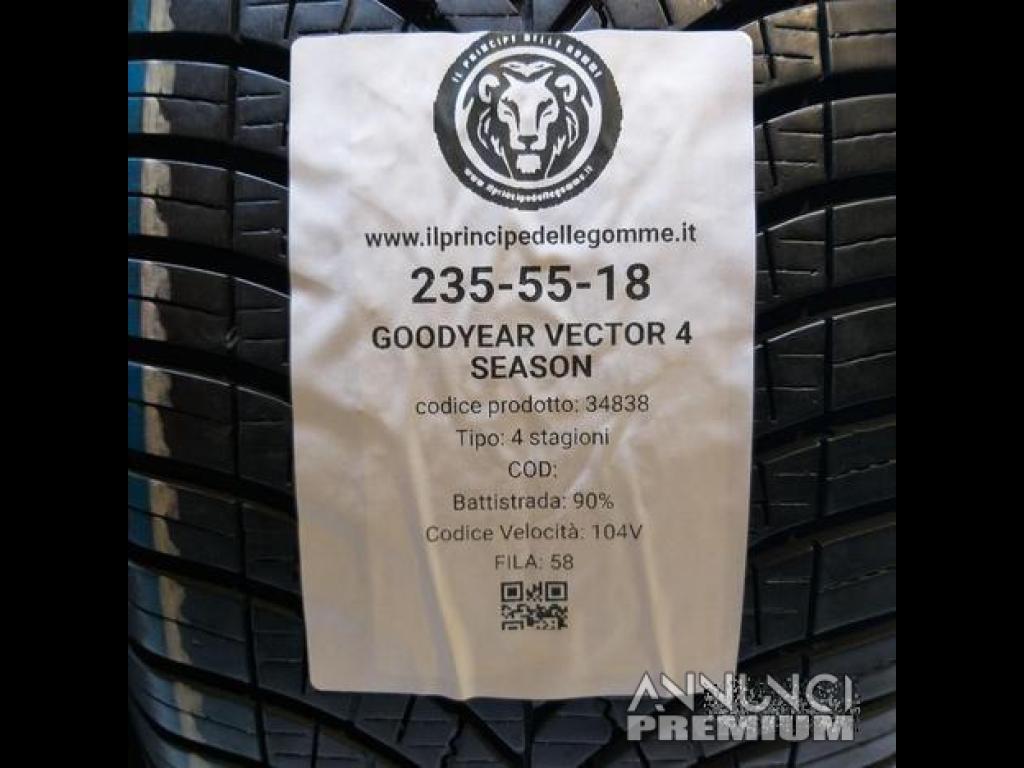 IL PRINCIPE DELLE GOMME
www.ilprincipedellegomme.it
www.ilprincipedellegomme.it
235-55-18
GOODYEAR VECTOR 4
SEASON
codice prodotto: 34838
Tipo: 4 stagioni
COD:
Battistrada: 90%
Codice Velocità: 104V
FILA: 58
ANNUNCI
PREMIUM